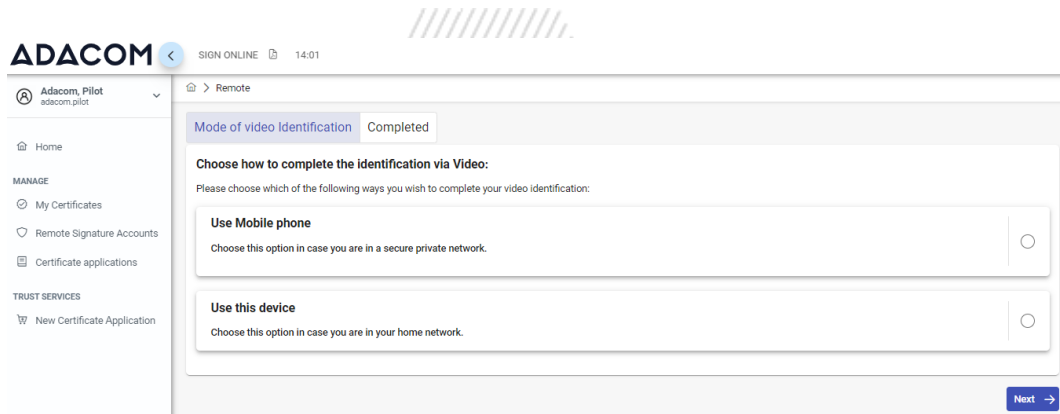 ADACOM
SIGN ONLINE 14:01
Adacom, Pilot
adacom.pilot
Remote
Home
MANAGE
My Certificates
Remote Signature Accounts
Certificate applications
TRUST SERVICES
New Certificate Application
Mode of video Identification Completed
Choose how to complete the identification via Video:
Please choose which of the following ways you wish to complete your video identification:
Use Mobile phone
Choose this option in case you are in a secure private network.
Use this device
Choose this option in case you are in your home network.
Next